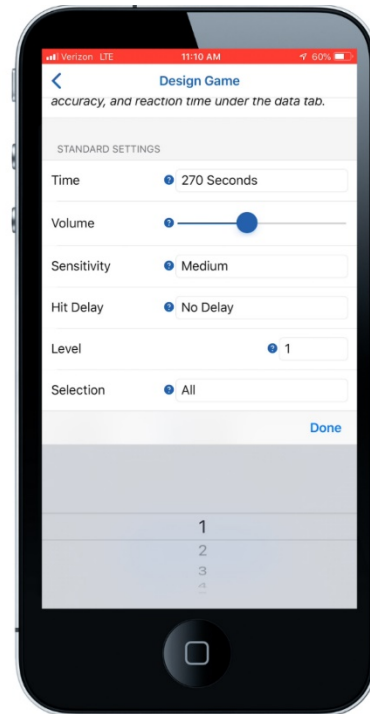 Verizon LTE 11:10 AM 60%
Design Game
accuracy, and reaction time under the data tab.
STANDARD SETTINGS
Time ? 270 Seconds
Volume ?
Sensitivity ? Medium
Hit Delay ? No Delay
Level ? 1
Selection ? All
Done
1
2
3
4